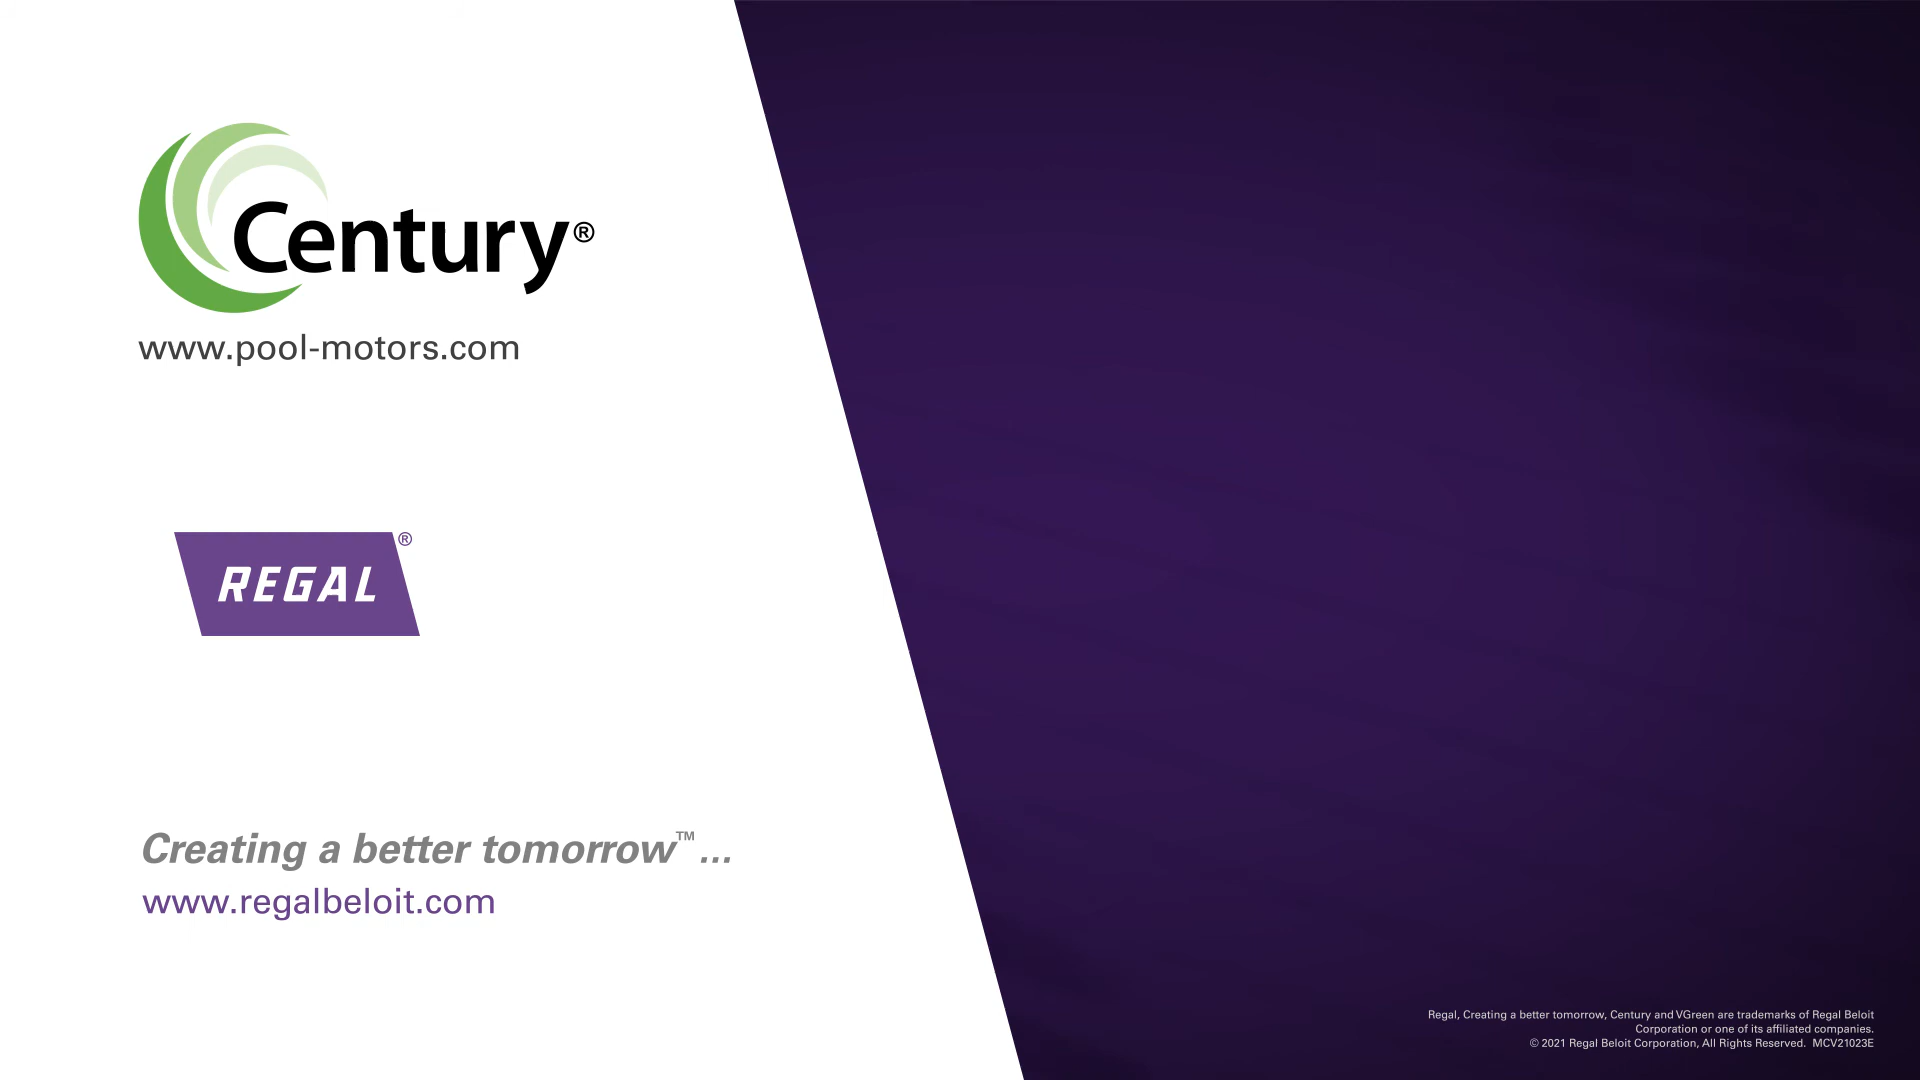 Century®
www.pool-motors.com
REGAL®
Creating a better tomorrow™...
www.regalbeloit.com
Regal, Creating a better tomorrow, Century and VGreen are trademarks of Regal Beloit
Corporation or one of its affiliated companies.
© 2021 Regal Beloit Corporation, All Rights Reserved. MCV21023E